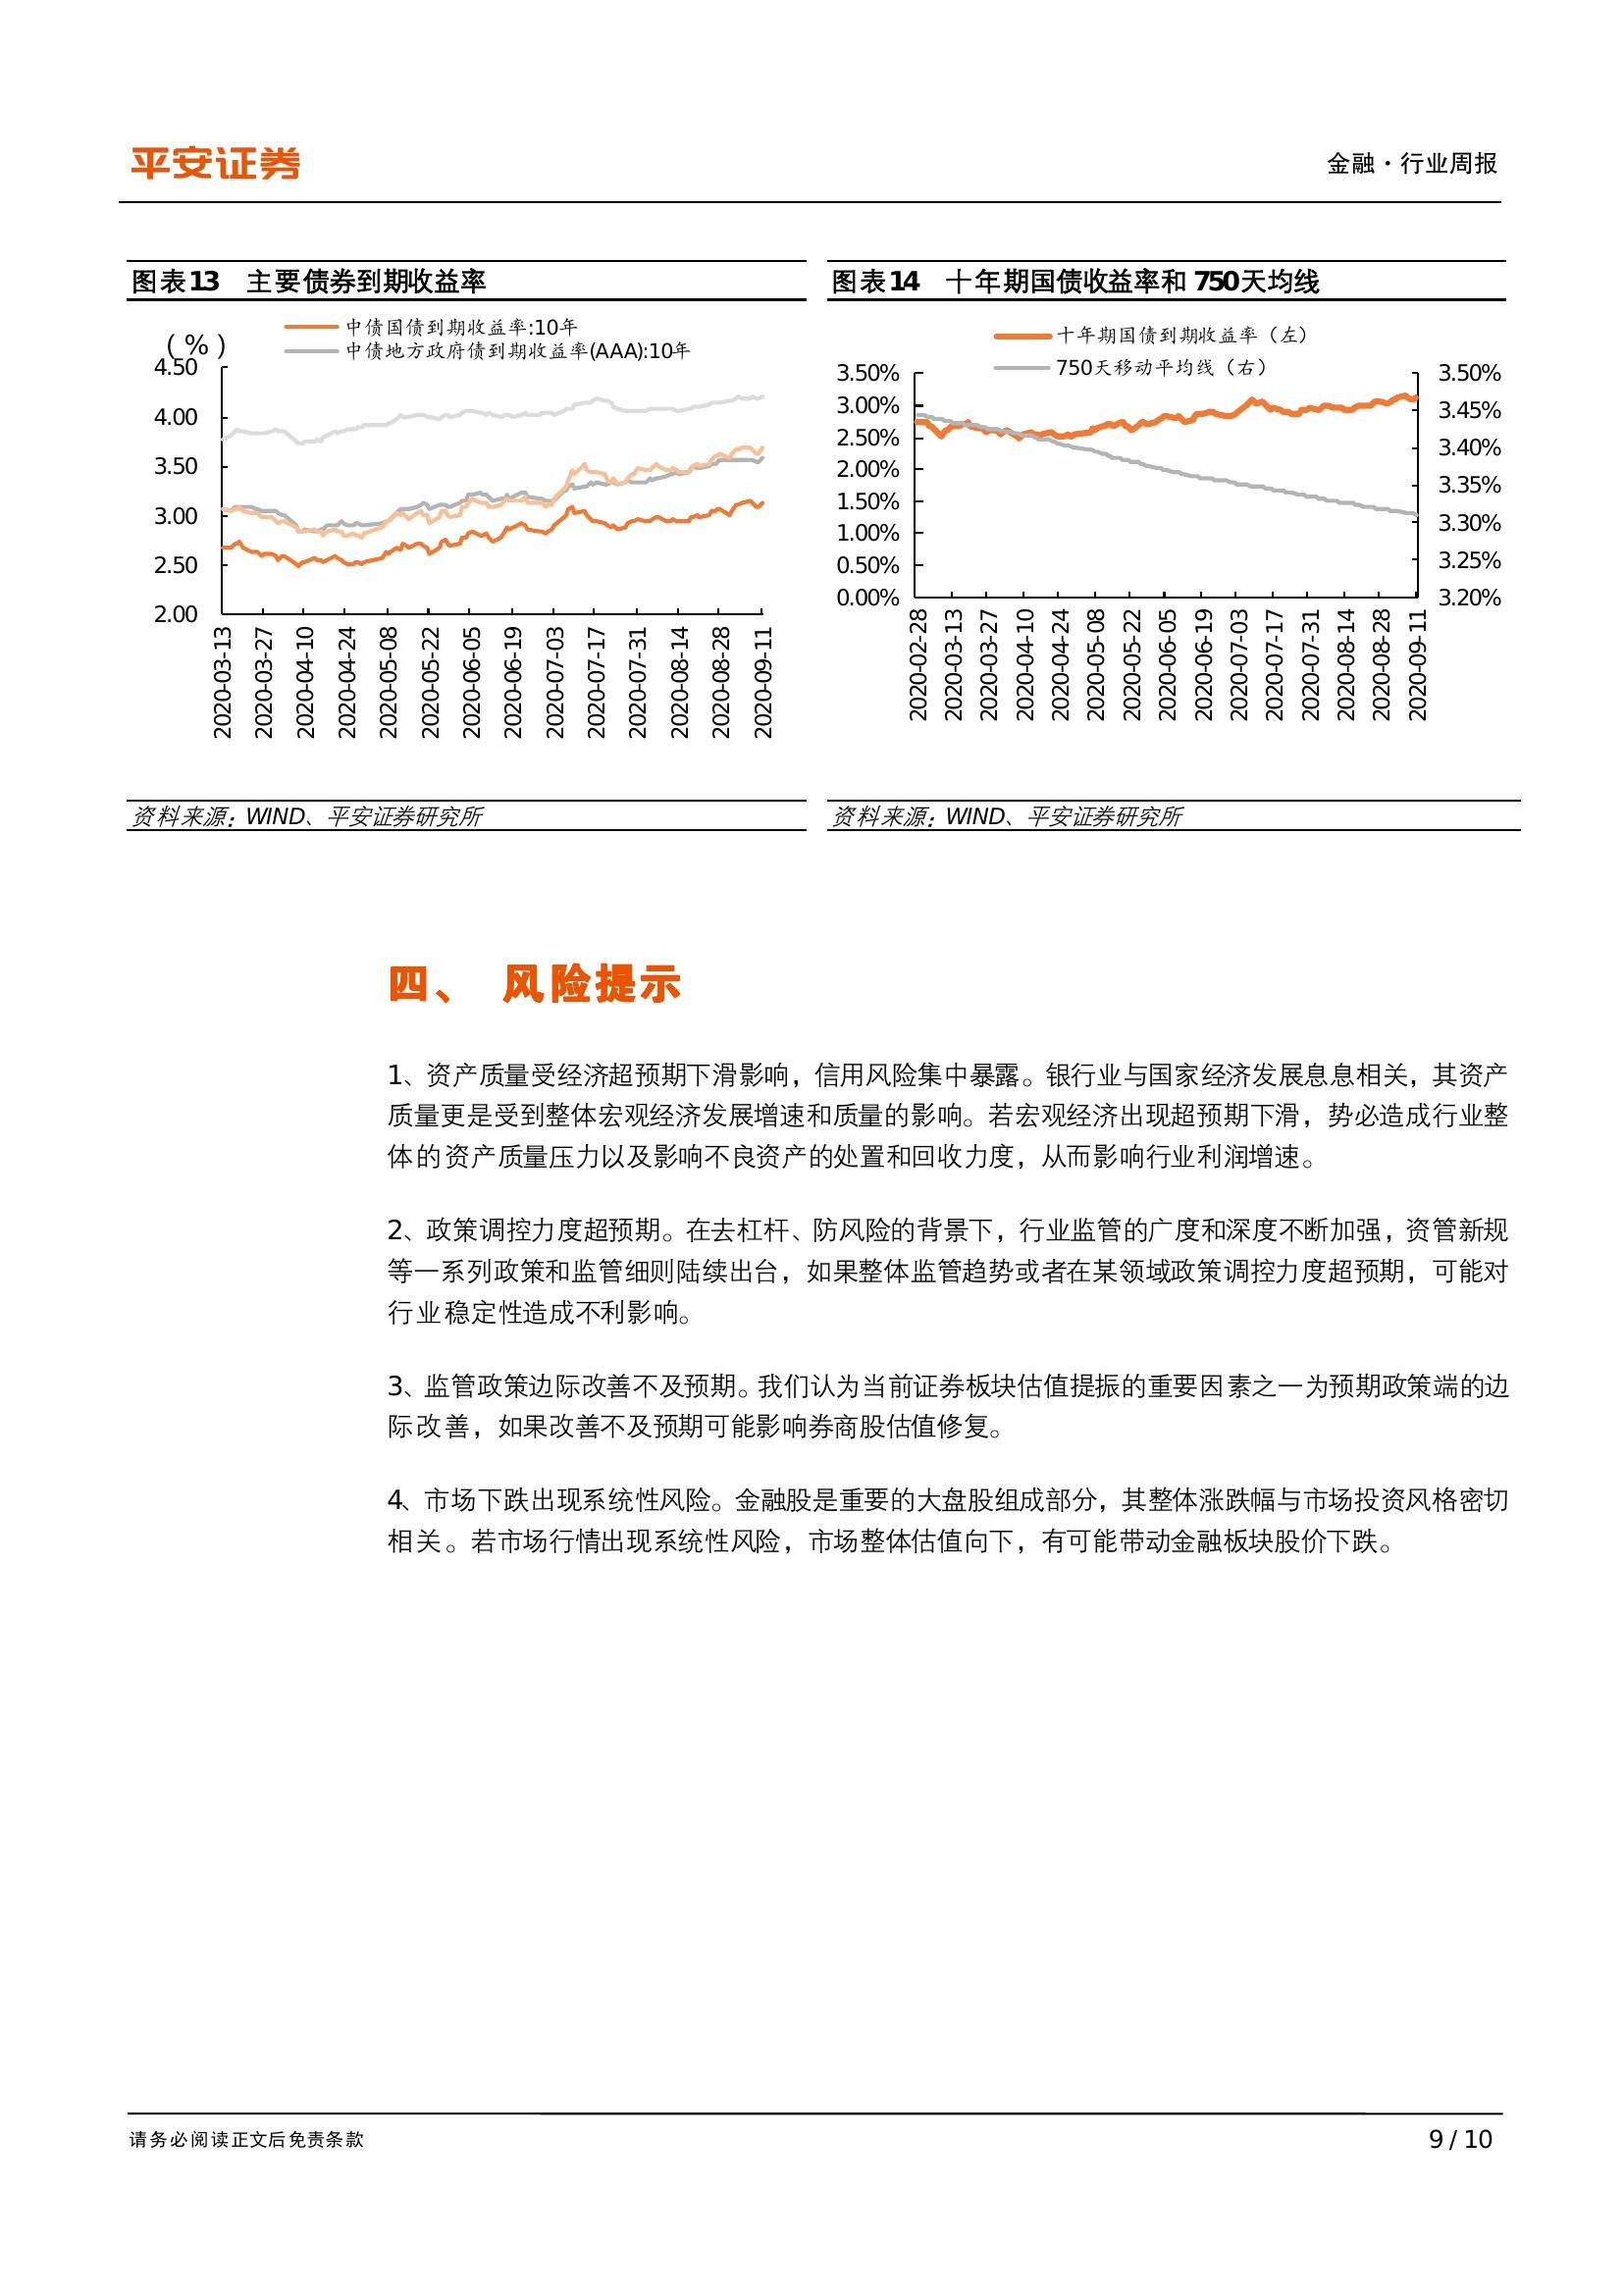 平安证券
金融·行业周报
图表13 主要债券到期收益率
(%)
中债国债到期收益率:10年
中债地方政府债到期收益率(AAA):10年
4.50
4.00
3.50
3.00
2.50
2.00
2020-03-13
2020-03-27
2020-04-10
2020-04-24
2020-05-08
2020-05-22
2020-06-05
2020-06-19
2020-07-03
2020-07-17
2020-07-31
2020-08-14
2020-08-28
2020-09-11
资料来源：WIND、平安证券研究所
图表14 十年期国债收益率和 750天均线
十年期国债到期收益率（左）
750天移动平均线（右）
3.50%
3.00%
2.50%
2.00%
1.50%
1.00%
0.50%
0.00%
3.50%
3.45%
3.40%
3.35%
3.30%
3.25%
3.20%
2020-02-28
2020-03-13
2020-03-27
2020-04-10
2020-04-24
2020-05-08
2020-05-22
2020-06-05
2020-06-19
2020-07-03
2020-07-17
2020-07-31
2020-08-14
2020-08-28
2020-09-11
资料来源：WIND、平安证券研究所
四、 风险提示
1、资产质量受经济超预期下滑影响，信用风险集中暴露。银行业与国家经济发展息息相关，其资产
质量更是受到整体宏观经济发展增速和质量的影响。若宏观经济出现超预期下滑，势必造成行业整
体的资产质量压力以及影响不良资产的处置和回收力度，从而影响行业利润增速。
2、政策调控力度超预期。在去杠杆、防风险的背景下，行业监管的广度和深度不断加强，资管新规
等一系列政策和监管细则陆续出台，如果整体监管趋势或者在某领域政策调控力度超预期，可能对
行业稳定性造成不利影响。
3、监管政策边际改善不及预期。我们认为当前证券板块估值提振的重要因素之一为预期政策端的边
际改善，如果改善不及预期可能影响券商股估值修复。
4、市场下跌出现系统性风险。金融股是重要的大盘股组成部分，其整体涨跌幅与市场投资风格密切
相关。若市场行情出现系统性风险，市场整体估值向下，有可能带动金融板块股价下跌。
请务必阅读正文后免责条款
9 / 10